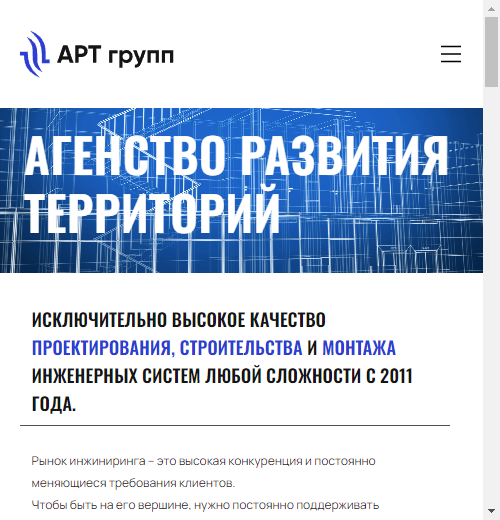 АРТ групп
АГЕНСТВО РАЗВИТИЯ
ТЕРРИТОРИЙ
ИСКЛЮЧИТЕЛЬНО ВЫСОКОЕ КАЧЕСТВО
ПРОЕКТИРОВАНИЯ, СТРОИТЕЛЬСТВА И МОНТАЖА
ИНЖЕНЕРНЫХ СИСТЕМ ЛЮБОЙ СЛОЖНОСТИ С 2011
ГОДА.
Рынок инжиниринга – это высокая конкуренция и постоянно
меняющиеся требования клиентов.
Чтобы быть на его вершине, нужно постоянно поддерживать